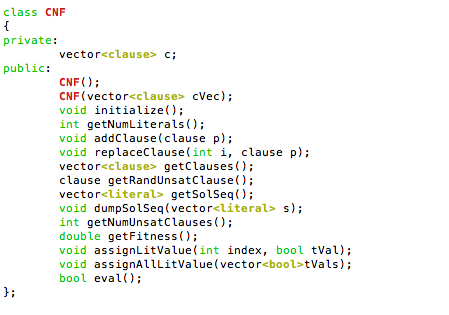 class CNF
{
private:
        vector<clause> c;
public:
        CNF();
        CNF(vector<clause> cVec);
        void initialize();
        int getNumLiterals();
        void addClause(clause p);
        void replaceClause(int i, clause p);
        vector<clause> getClauses();
        clause getRandUnsatClause();
        vector<literal> getSolSeq();
        void dumpSolSeq(vector<literal> s);
        int getNumUnsatClauses();
        double getFitness();
        void assignLitValue(int index, bool tVal);
        void assignAllLitValue(vector<bool>tVals);
        bool eval();
};